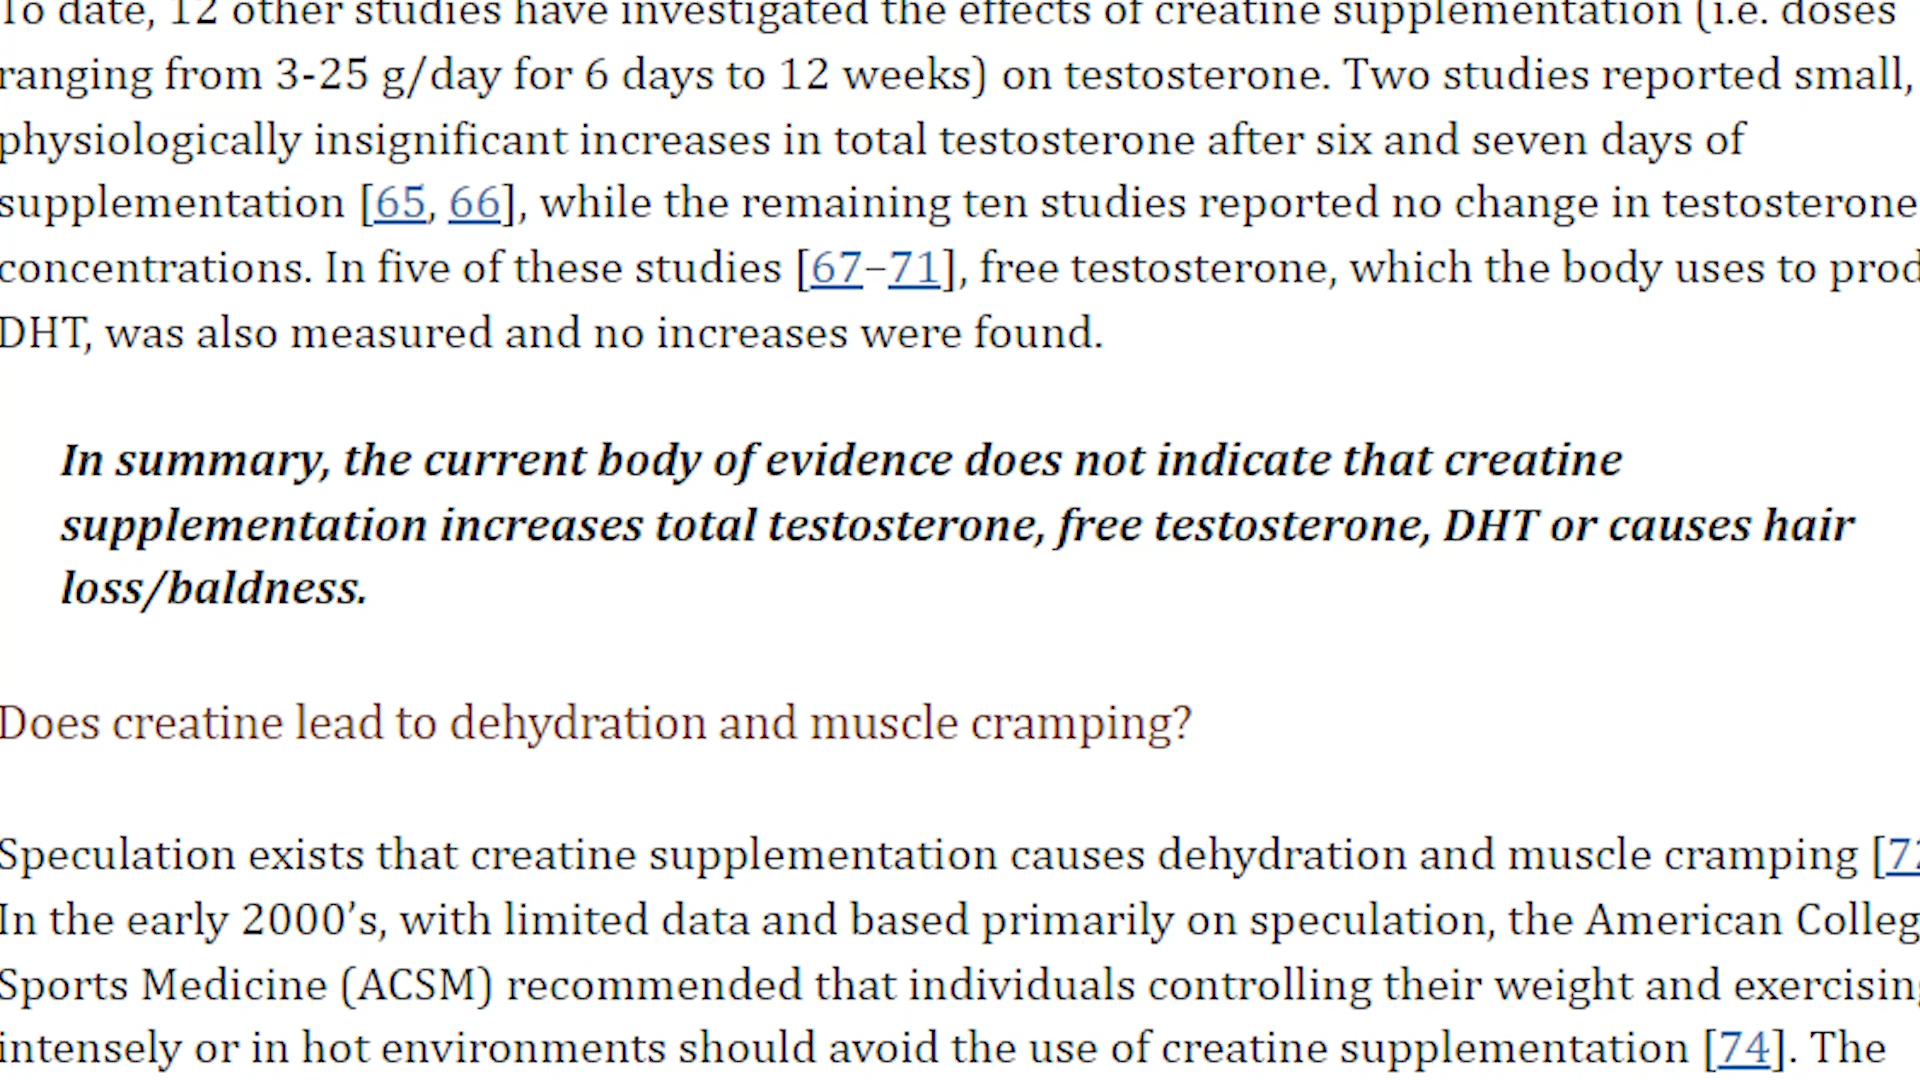 To date, 12 other studies have investigated the effects of creatine supplementation (i.e. doses
ranging from 3-25 g/day for 6 days to 12 weeks) on testosterone. Two studies reported small,
physiologically insignificant increases in total testosterone after six and seven days of
supplementation [65, 66], while the remaining ten studies reported no change in testosterone
concentrations. In five of these studies [67–71], free testosterone, which the body uses to prod
DHT, was also measured and no increases were found.
In summary, the current body of evidence does not indicate that creatine
supplementation increases total testosterone, free testosterone, DHT or causes hair
loss/baldness.
Does creatine lead to dehydration and muscle cramping?
Speculation exists that creatine supplementation causes dehydration and muscle cramping [72
In the early 2000’s, with limited data and based primarily on speculation, the American Colleg
Sports Medicine (ACSM) recommended that individuals controlling their weight and exercising
intensely or in hot environments should avoid the use of creatine supplementation [74]. The